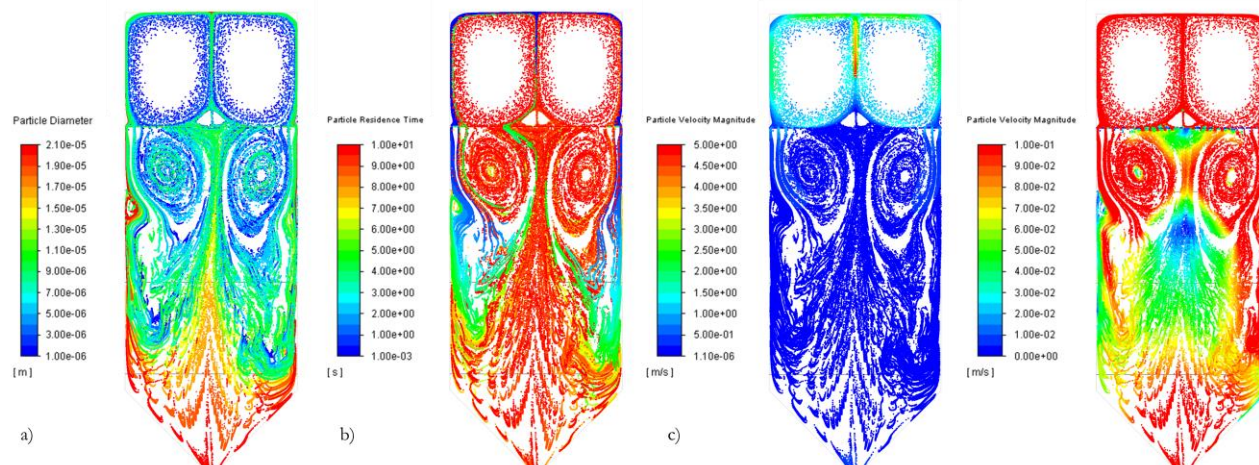 Particle Diameter
2.10e-05
1.90e-05
1.70e-05
1.50e-05
1.30e-05
1.10e-05
9.00e-06
7.00e-06
5.00e-06
3.00e-06
1.00e-06
[ m ]
a)
Particle Residence Time
1.00e+01
9.00e+00
8.00e+00
7.00e+00
6.00e+00
5.00e+00
4.00e+00
3.00e+00
2.00e+00
1.00e+00
1.00e-03
[ s ]
b)
Particle Velocity Magnitude
5.00e+00
4.50e+00
4.00e+00
3.50e+00
3.00e+00
2.50e+00
2.00e+00
1.50e+00
1.00e+00
5.00e-01
1.10e-06
[ m/s ]
c)
Particle Velocity Magnitude
1.00e-01
9.00e-02
8.00e-02
7.00e-02
6.00e-02
5.00e-02
4.00e-02
3.00e-02
2.00e-02
1.00e-02
0.00e+00
[ m/s ]